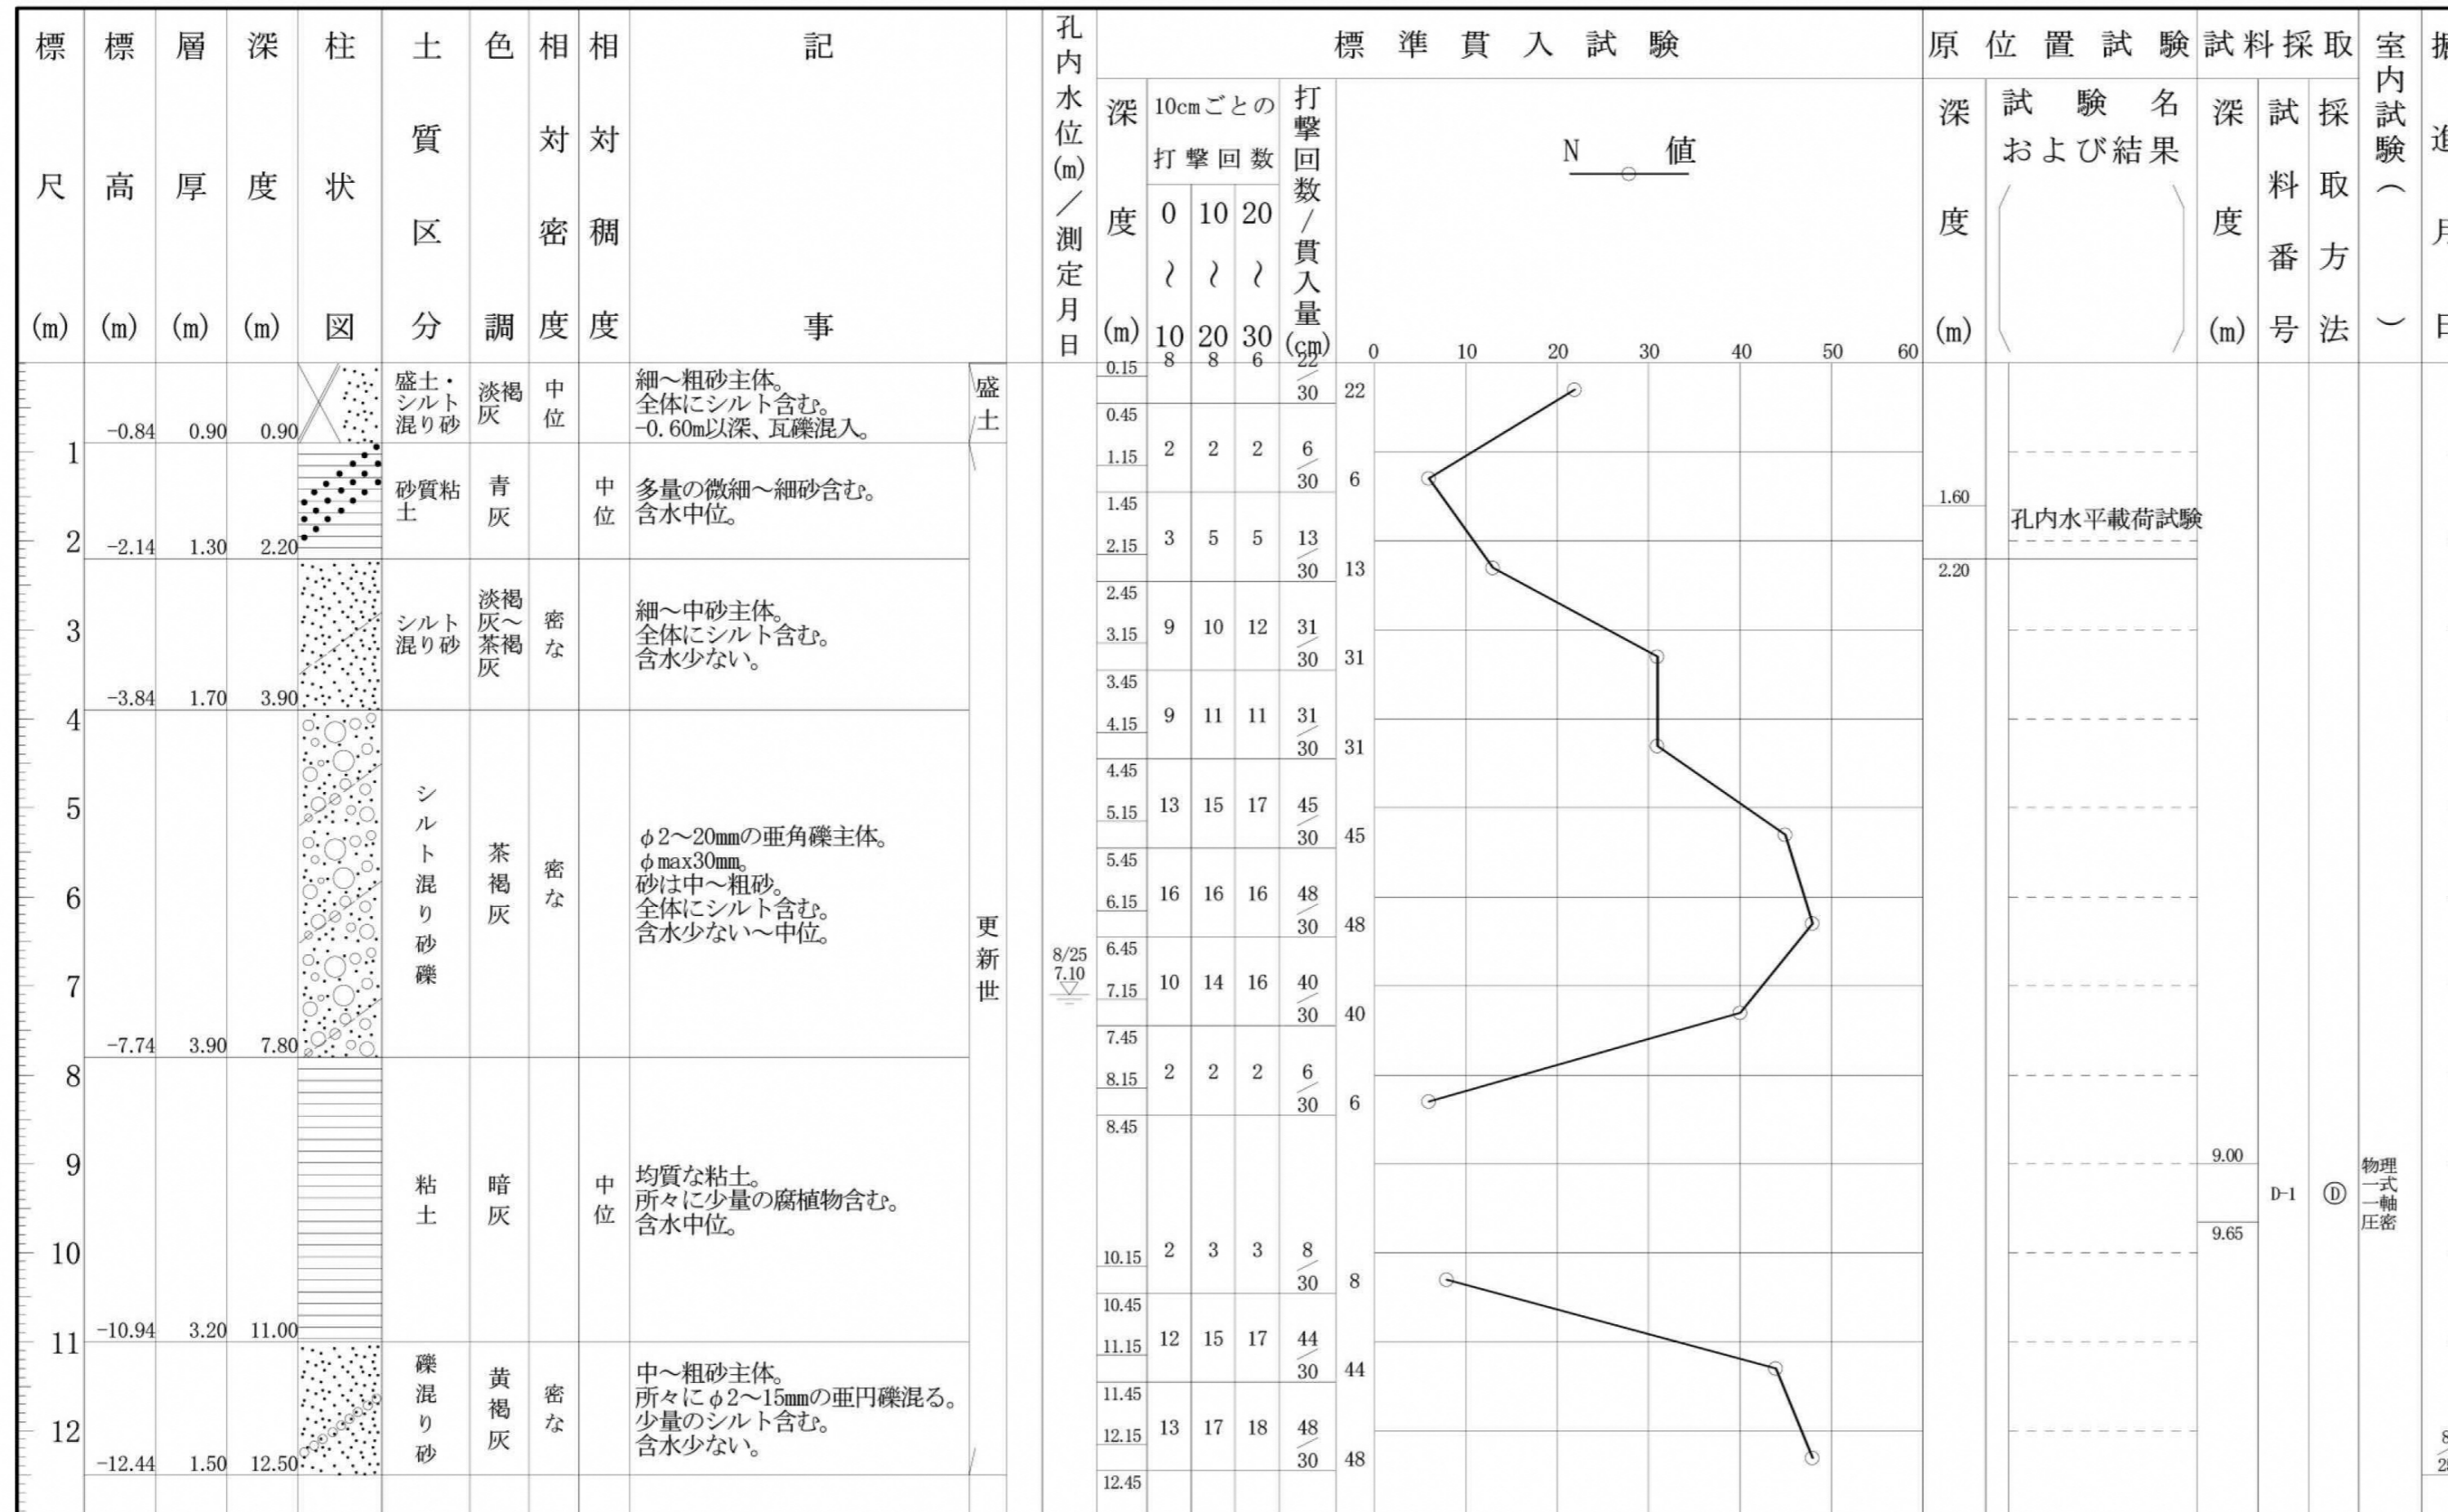 標尺(m)
標高(m)
層厚(m)
深度(m)
柱状図
土質区分
色調
相対密度
相対稠度
記事
孔内水位(m)／測定月日
標準貫入試験
深度(m)
10cmごとの
打撃回数
0〜10
10〜20
20〜30
打撃回数/貫入量(cm)
N 値
0 10 20 30 40 50 60
原位置試験
深度(m)
試験名
および結果
試料採取
深度(m)
試料番号
採取方法
室内試験（ ）
進月
1
2
3
4
5
6
7
8
9
10
11
12
-0.84 0.90 0.90
盛土・
シルト
混り砂
淡褐
灰
中位
細〜粗砂主体。
全体にシルト含む。
-0.60m以深、瓦礫混入。
盛土
-2.14 1.30 2.20
砂質粘
土
青灰
中位
多量の微細〜細砂含む。
含水中位。
-3.84 1.70 3.90
シルト
混り砂
淡褐
灰〜
茶褐
灰
密な
細〜中砂主体。
全体にシルト含む。
含水少ない。
-7.74 3.90 7.80
シルト混り砂礫
茶褐灰
密な
φ2〜20mmの亜角礫主体。
φmax30mm。
砂は中〜粗砂。
全体にシルト含む。
含水少ない〜中位。
更新世
-10.94 3.20 11.00
粘土
暗灰
中位
均質な粘土。
所々に少量の腐植物含む。
含水中位。
-12.44 1.50 12.50
礫混り砂
黄褐灰
密な
中〜粗砂主体。
所々にφ2〜15mmの亜円礫混る。
少量のシルト含む。
含水少ない。
8/25
7.10
0.15 8 8 6 22/30 22
0.45
1.15 2 2 2 6/30 6
1.45
2.15 3 5 5 13/30 13
2.45
3.15 9 10 12 31/30 31
3.45
4.15 9 11 11 31/30 31
4.45
5.15 13 15 17 45/30 45
5.45
6.15 16 16 16 48/30 48
6.45
7.15 10 14 16 40/30 40
7.45
8.15 2 2 2 6/30 6
8.45
10.15 2 3 3 8/30 8
10.45
11.15 12 15 17 44/30 44
11.45
12.15 13 17 18 48/30 48
12.45
1.60
孔内水平載荷試験
2.20
9.00
D-1 Ⓓ
9.65
物理
一式
一軸
圧密